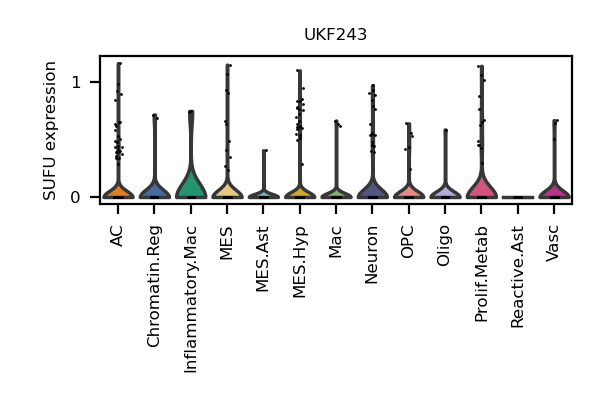 UKF243
SUFU expression
1
0
AC
Chromatin.Reg
Inflammatory.Mac
MES
MES.Ast
MES.Hyp
Mac
Neuron
OPC
Oligo
Prolif.Metab
Reactive.Ast
Vasc